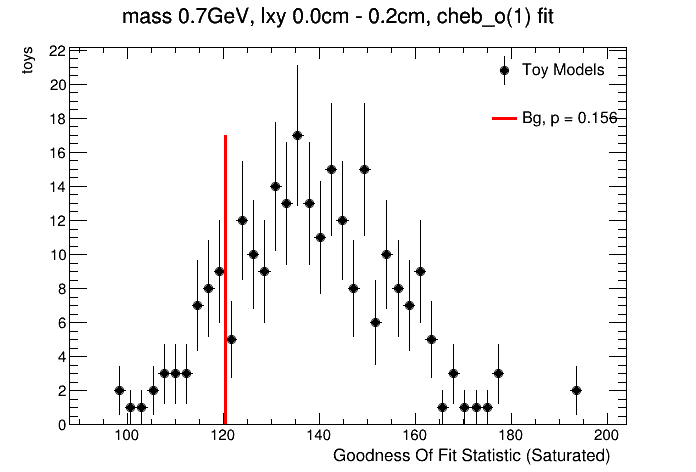 mass 0.7GeV, lxy 0.0cm - 0.2cm, cheb_o(1) fit
toys
22
20
18
16
14
12
10
8
6
4
2
0
Toy Models
Bg, p = 0.156
100 120 140 160 180 200
Goodness Of Fit Statistic (Saturated)